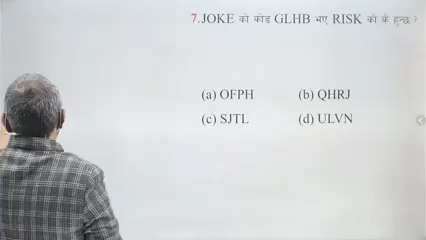 7.JOKE को कोड GLHB भए RISK को के हुन्छ ?
(a) OFPH (b) QHRJ
(c) SJTL (d) ULVN